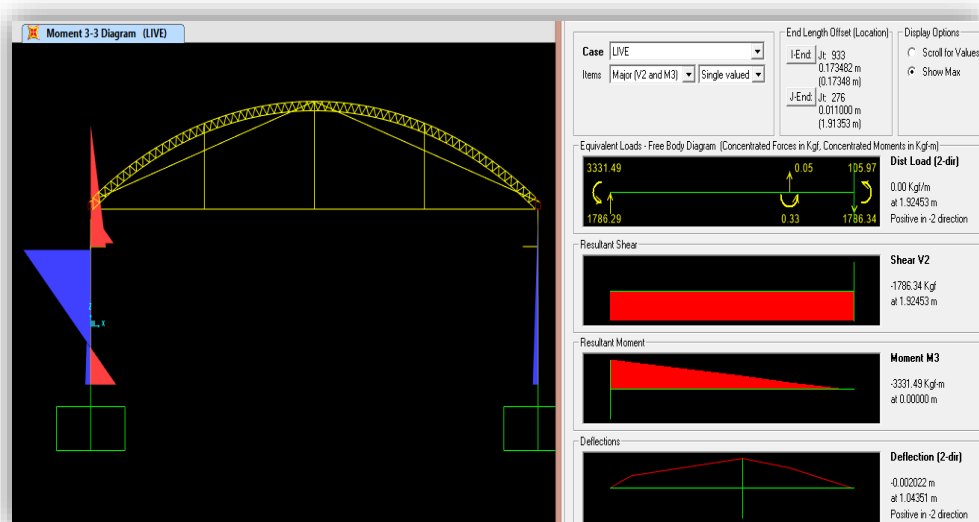 Moment 3-3 Diagram (LIVE)
X
Case LIVE
Items Major (V2 and M3) Single valued
End Length Offset (Location)
I-End: Jt: 933
0.173482 m
(0.17348 m)
J-End: Jt: 276
0.011000 m
(1.91353 m)
Display Options
Scroll for Values
Show Max
Equivalent Loads - Free Body Diagram (Concentrated Forces in Kgf, Concentrated Moments in Kgf-m)
3331.49 0.05 105.97
1786.29 0.33 1786.34
Dist Load (2-dir)
0.00 Kgf/m
at 1.92453 m
Positive in -2 direction
Resultant Shear
Shear V2
-1786.34 Kgf
at 1.92453 m
Resultant Moment
Moment M3
-3331.49 Kgf-m
at 0.00000 m
Deflections
Deflection (2-dir)
-0.002022 m
at 1.04351 m
Positive in -2 direction